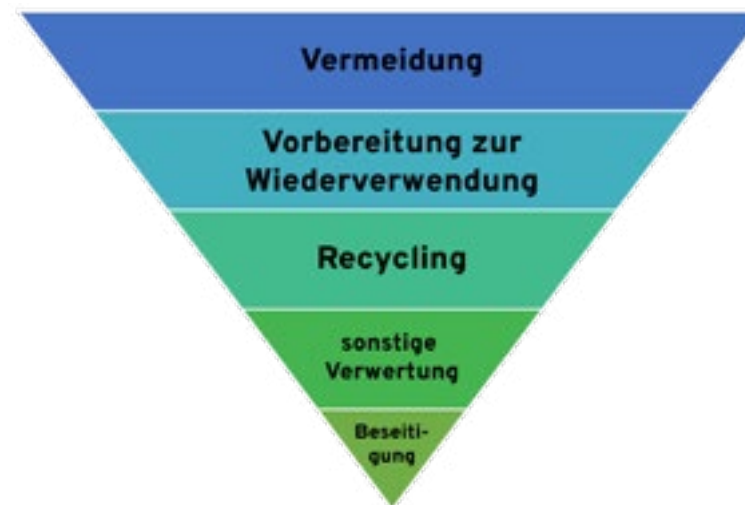 Vermeidung
Vorbereitung zur
Wiederverwendung
Recycling
sonstige
Verwertung
Beseiti-
gung